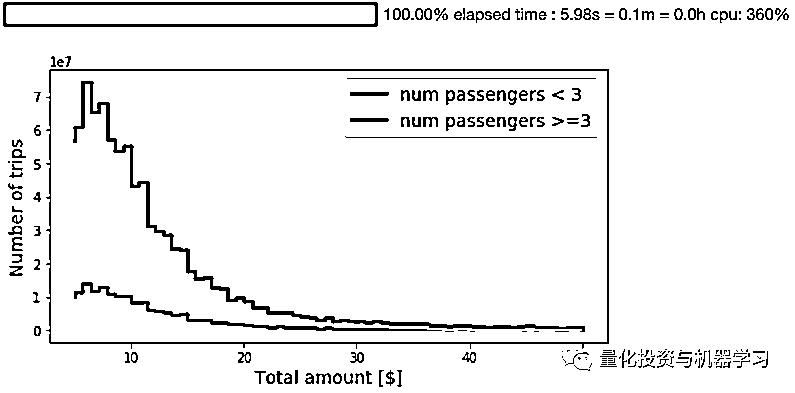 100.00% elapsed time : 5.98s = 0.1m = 0.0h cpu: 360%
1e7
num passengers < 3
num passengers >=3
7
6
5
4
3
2
1
0
Number of trips
10 20 30 40 50
Total amount [$]
量化投资与机器学习